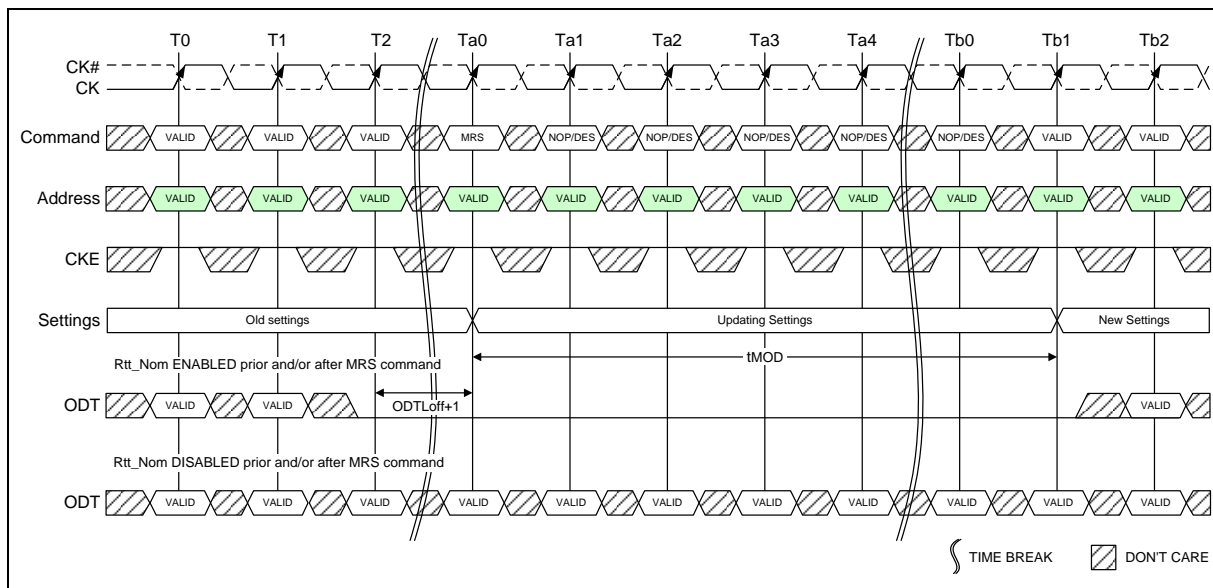 T0 T1 T2 Ta0 Ta1 Ta2 Ta3 Ta4 Tb0 Tb1 Tb2
CK#
CK
Command VALID VALID VALID MRS NOP/DES NOP/DES NOP/DES NOP/DES NOP/DES VALID VALID
Address VALID VALID VALID VALID VALID VALID VALID VALID VALID VALID VALID
CKE
Settings Old settings Updating Settings New Settings
Rtt_Nom ENABLED prior and/or after MRS command tMOD
ODTLoff+1
ODT VALID VALID VALID
Rtt_Nom DISABLED prior and/or after MRS command
ODT VALID VALID VALID VALID VALID VALID VALID VALID VALID VALID VALID
TIME BREAK DON'T CARE